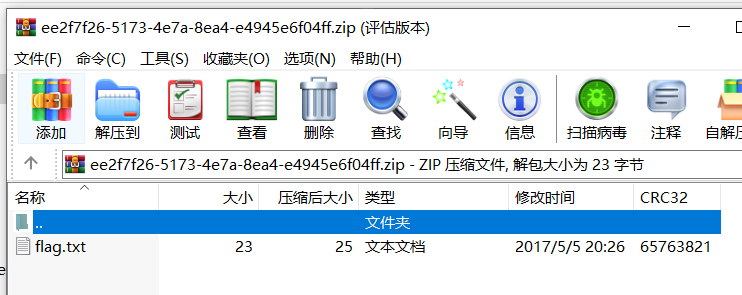 ee2f7f26-5173-4e7a-8ea4-e4945e6f04ff.zip (评估版本)
文件(F) 命令(C) 工具(S) 收藏夹(O) 选项(N) 帮助(H)
添加 解压到 测试 查看 删除 查找 向导 信息 扫描病毒 注释 自解压
ee2f7f26-5173-4e7a-8ea4-e4945e6f04ff.zip - ZIP 压缩文件, 解包大小为 23 字节
名称 大小 压缩后大小 类型 修改时间 CRC32
.. 文件夹
flag.txt 23 25 文本文档 2017/5/5 20:26 65763821